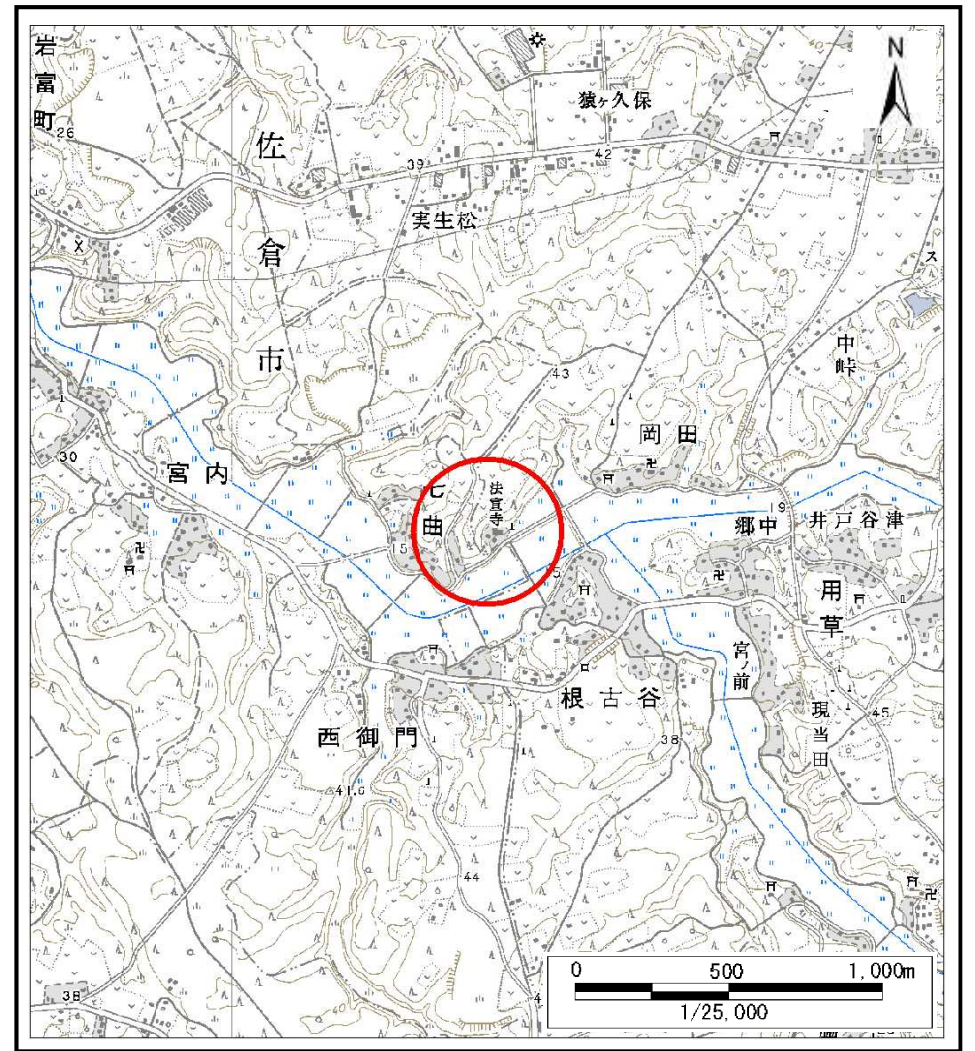 岩富町
N
猿ヶ久保
26
佐倉市
39
42
実生松
ス
中峠
43
岡田
30
宮内
七曲
法宣寺
19
郷中
井戸谷津
15
用草
宮ノ前
根古谷
現当田
西御門
38
45
41.6
44
38
0 500 1,000m
1/25,000